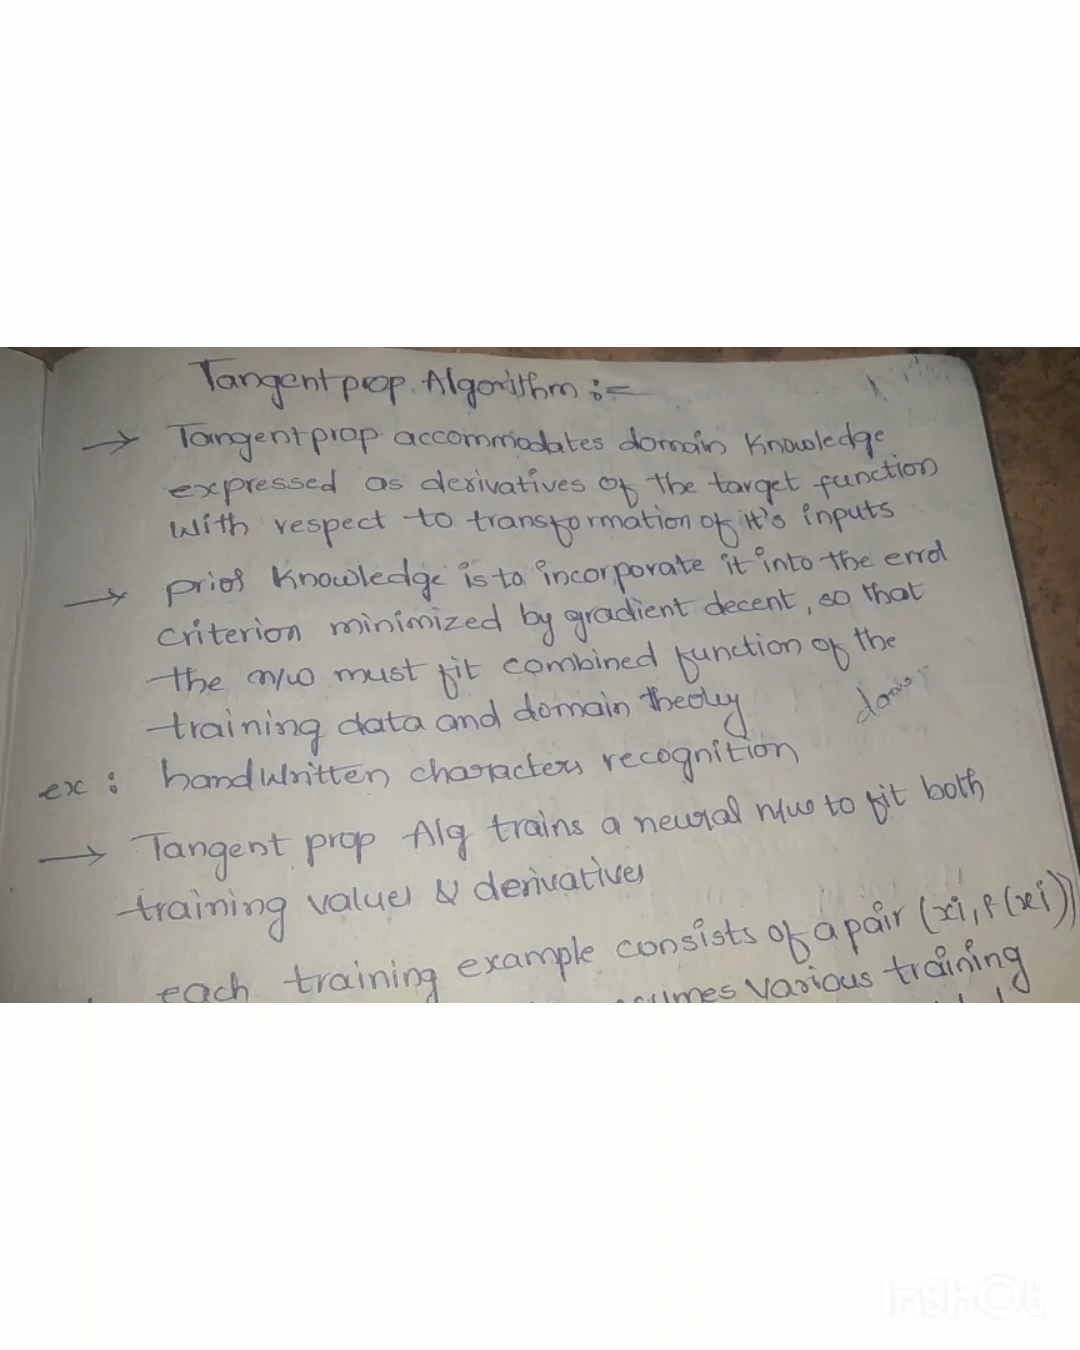 Tangent prop. Algorithm :=
→ Tangentprop accommodates domain knowledge
expressed as derivatives of the target function
with respect to transformation of it's inputs
→ prior knowledge is to incorporate it into the errol
criterion minimized by gradient decent, so that
the n/w must fit combined function of the
training data and domain theoly
ex : handwritten characters recognition
→ Tangent prop Alg trains a neural n/w to fit both
training values & derivatives
each training example consists of a pair (xi, f(xi))
various training
InShOt